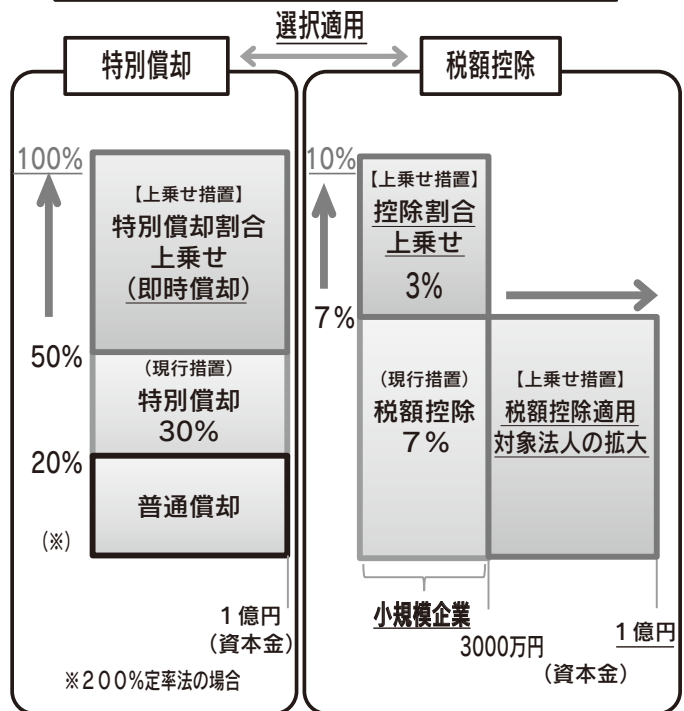 選択適用
特別償却
100%
【上乗せ措置】
特別償却割合
上乗せ
(即時償却)
50%
(現行措置)
特別償却
30%
20%
普通償却
(※)
1億円
(資本金)
※200%定率法の場合
税額控除
10%
【上乗せ措置】
控除割合
上乗せ
3%
7%
(現行措置)
税額控除
7%
【上乗せ措置】
税額控除適用
対象法人の拡大
小規模企業
3000万円
1億円
(資本金)